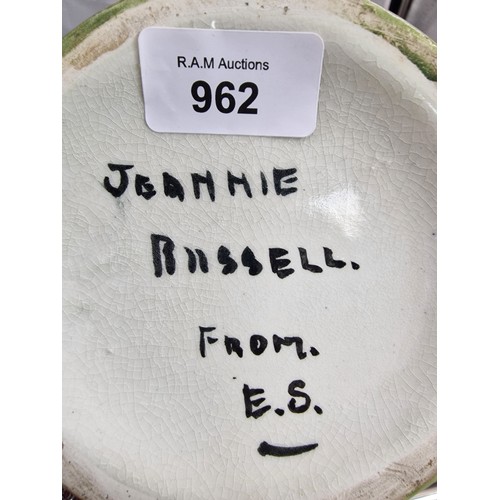 R.A.M Auctions
962
JEANNIE
RUSSELL.
FROM.
E.S.